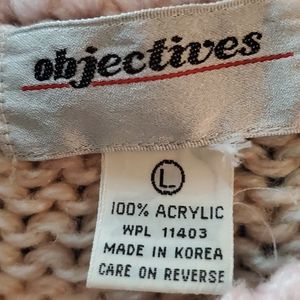 objectives
L
100% ACRYLIC
WPL 11403
MADE IN KOREA
CARE ON REVERSE